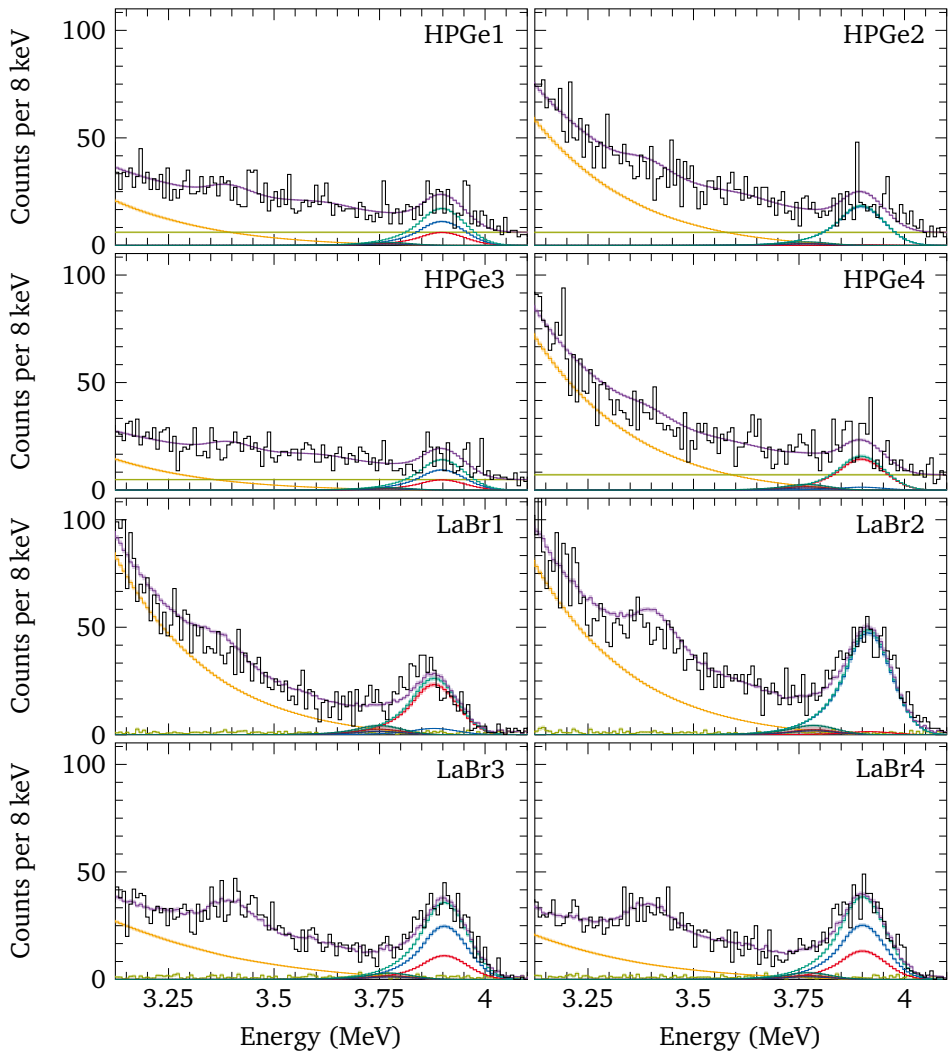 HPGe1
HPGe2
100
50
0
Counts per 8 keV
HPGe3
HPGe4
100
50
0
Counts per 8 keV
LaBr1
LaBr2
100
50
0
Counts per 8 keV
LaBr3
LaBr4
100
50
0
Counts per 8 keV
3.25 3.5 3.75 4 3.25 3.5 3.75 4
Energy (MeV) Energy (MeV)